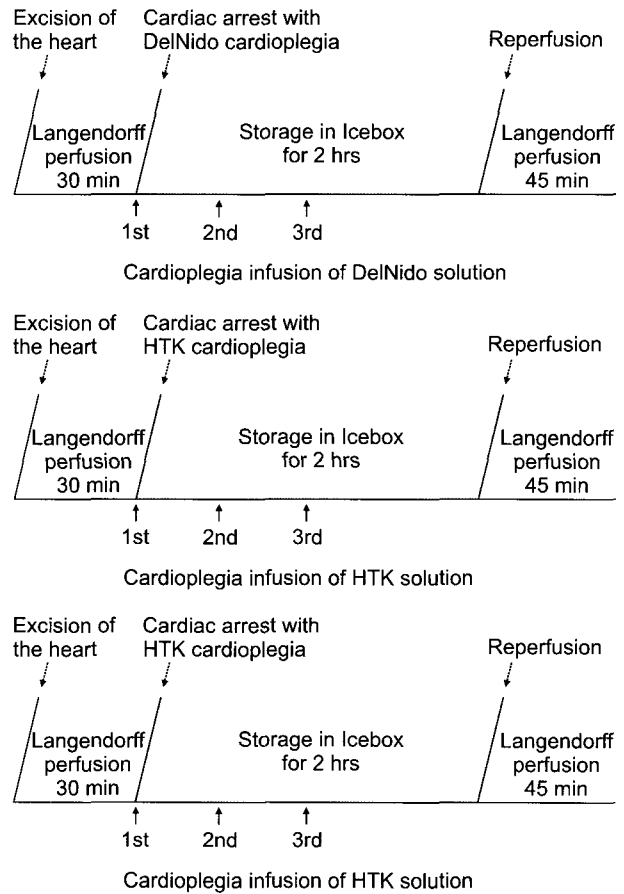 Excision of
the heart
Cardiac arrest with
DelNido cardioplegia
Reperfusion
Langendorff
perfusion
30 min
Storage in Icebox
for 2 hrs
Langendorff
perfusion
45 min
1st
2nd
3rd
Cardioplegia infusion of DelNido solution
Excision of
the heart
Cardiac arrest with
HTK cardioplegia
Reperfusion
Langendorff
perfusion
30 min
Storage in Icebox
for 2 hrs
Langendorff
perfusion
45 min
1st
2nd
3rd
Cardioplegia infusion of HTK solution
Excision of
the heart
Cardiac arrest with
HTK cardioplegia
Reperfusion
Langendorff
perfusion
30 min
Storage in Icebox
for 2 hrs
Langendorff
perfusion
45 min
1st
2nd
3rd
Cardioplegia infusion of HTK solution